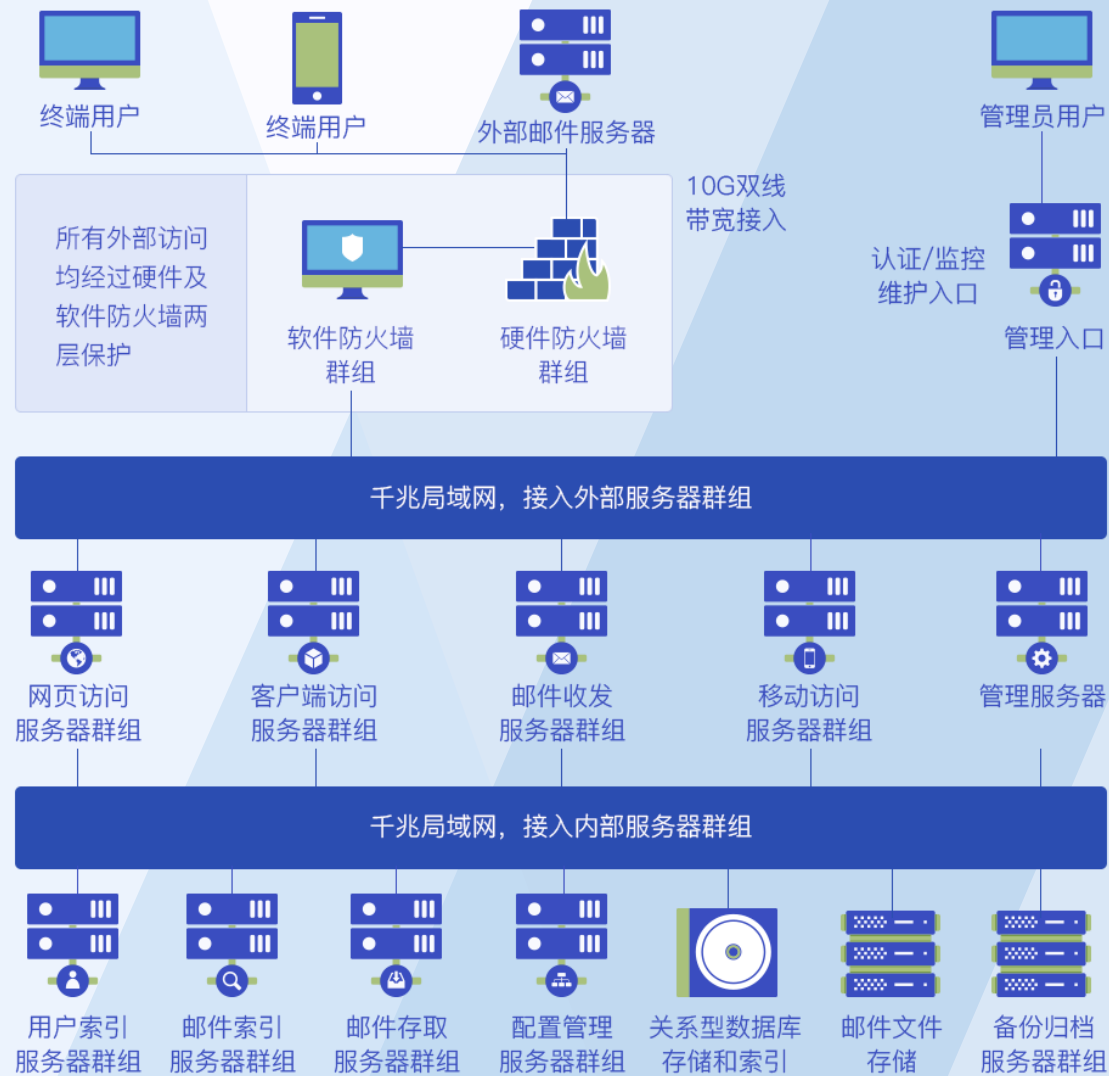 终端用户
终端用户
外部邮件服务器
管理员用户
10G双线
带宽接入
所有外部访问
均经过硬件及
软件防火墙两
层保护
软件防火墙
群组
硬件防火墙
群组
认证/监控
维护入口
管理入口
千兆局域网，接入外部服务器群组
网页访问
服务器群组
客户端访问
服务器群组
邮件收发
服务器群组
移动访问
服务器群组
管理服务器
千兆局域网，接入内部服务器群组
用户索引
服务器群组
邮件索引
服务器群组
邮件存取
服务器群组
配置管理
服务器群组
关系型数据库
存储和索引
邮件文件
存储
备份归档
服务器群组